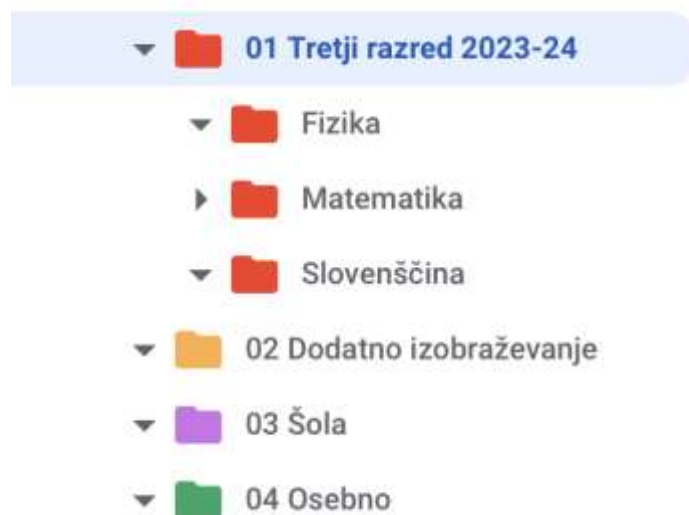 01 Tretji razred 2023-24
Fizika
Matematika
Slovenščina
02 Dodatno izobraževanje
03 Šola
04 Osebno